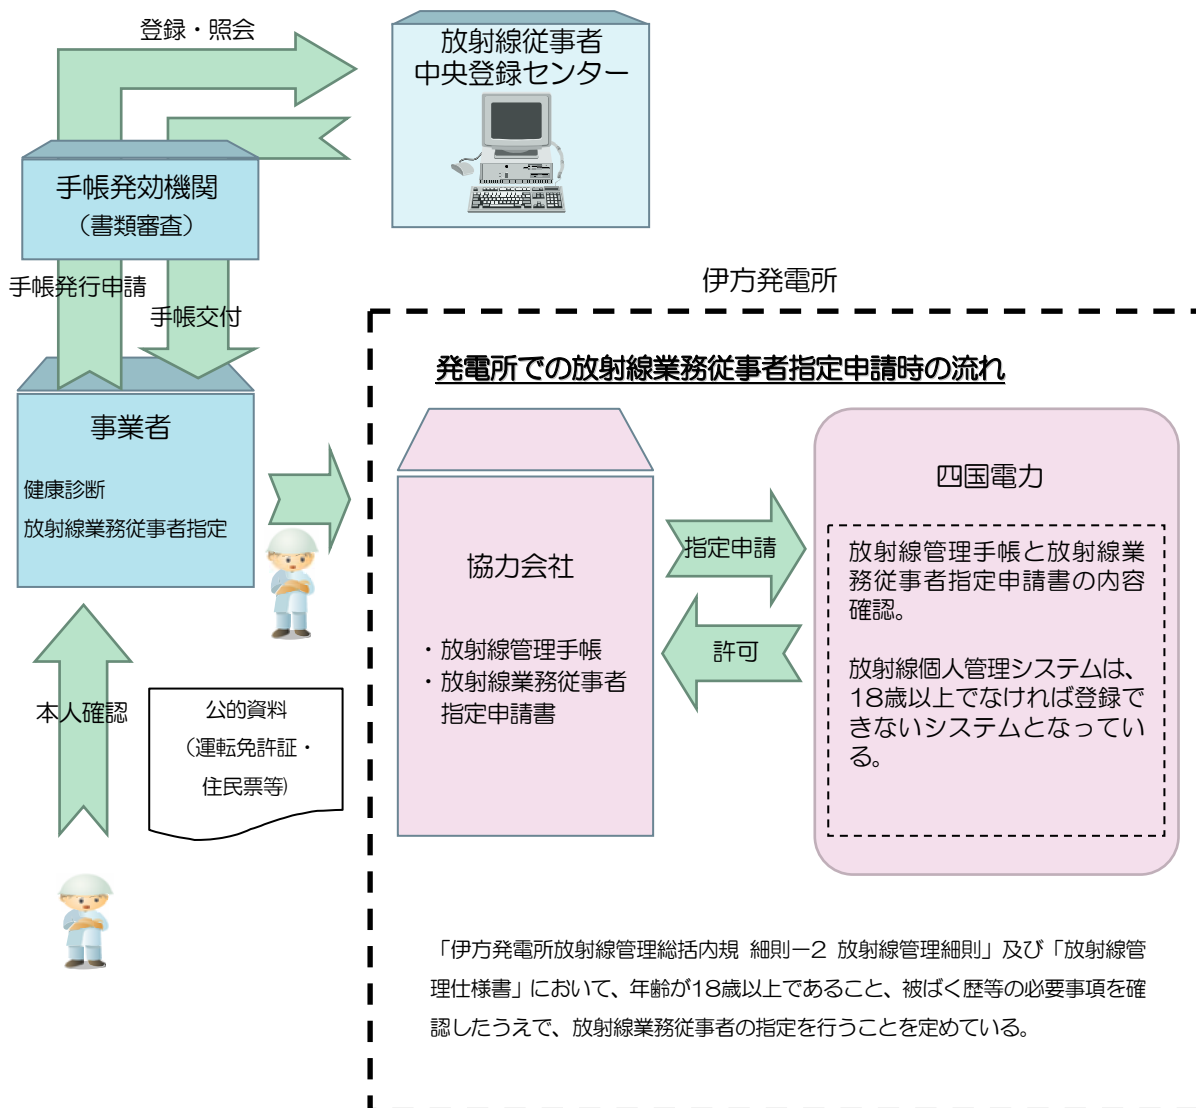 登録・照会
放射線従事者
中央登録センター
手帳発効機関
（書類審査）
手帳発行申請
手帳交付
事業者
健康診断
放射線業務従事者指定
本人確認
公的資料
（運転免許証・
住民票等)
伊方発電所
発電所での放射線業務従事者指定申請時の流れ
協力会社
・放射線管理手帳
・放射線業務従事者
指定申請書
指定申請
許可
四国電力
放射線管理手帳と放射線業
務従事者指定申請書の内容
確認。
放射線個人管理システムは、
18歳以上でなければ登録で
きないシステムとなってい
る。
「伊方発電所放射線管理総括内規 細則－2 放射線管理細則」及び「放射線管
理仕様書」において、年齢が18歳以上であること、被ばく歴等の必要事項を確
認したうえで、放射線業務従事者の指定を行うことを定めている。